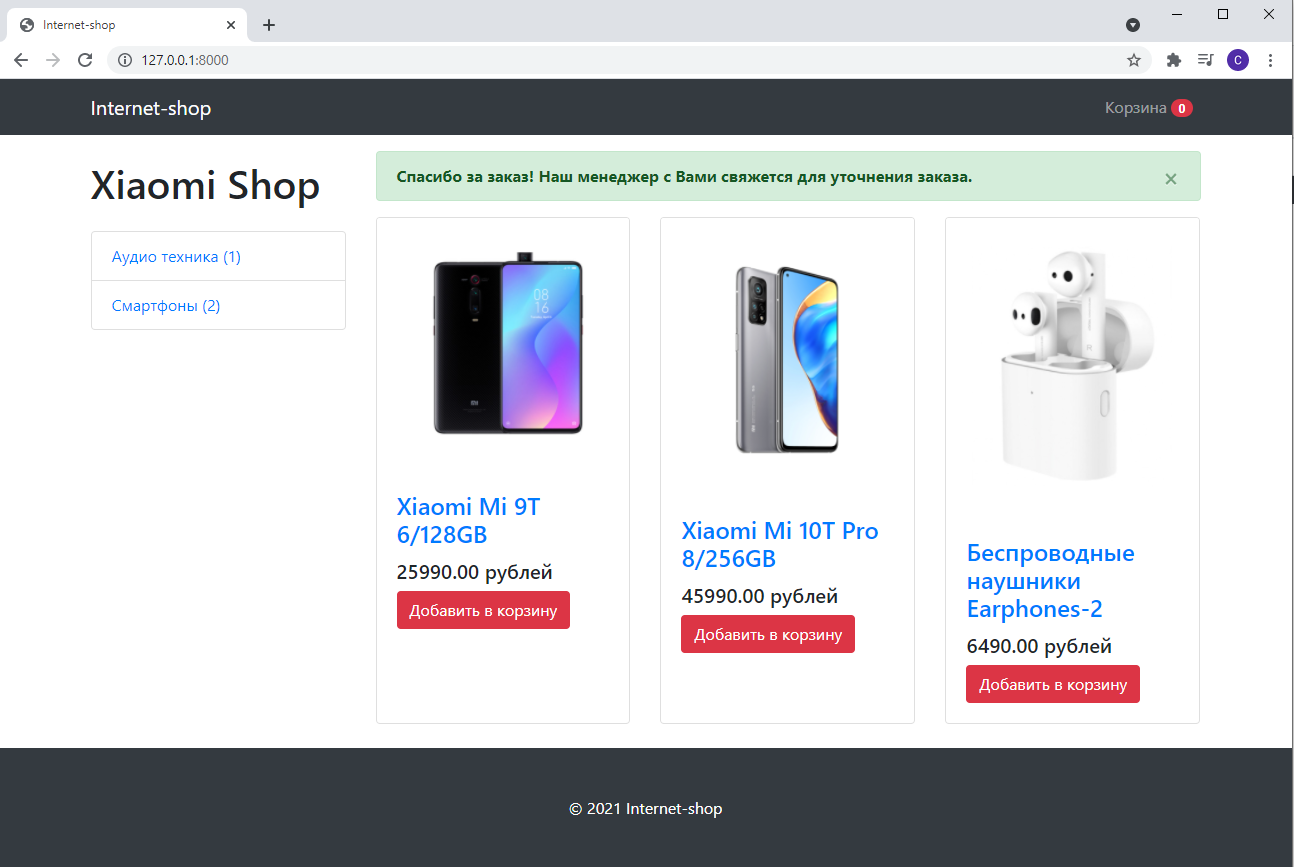 Internet-shop
127.0.0.1:8000
C
Internet-shop
Корзина 0
Xiaomi Shop
Аудио техника (1)
Смартфоны (2)
Спасибо за заказ! Наш менеджер с Вами свяжется для уточнения заказа.
08
16
Xiaomi Mi 9T
6/128GB
25990.00 рублей
Добавить в корзину
Xiaomi Mi 10T Pro
8/256GB
45990.00 рублей
Добавить в корзину
R
Беспроводные
наушники
Earphones-2
6490.00 рублей
Добавить в корзину
© 2021 Internet-shop